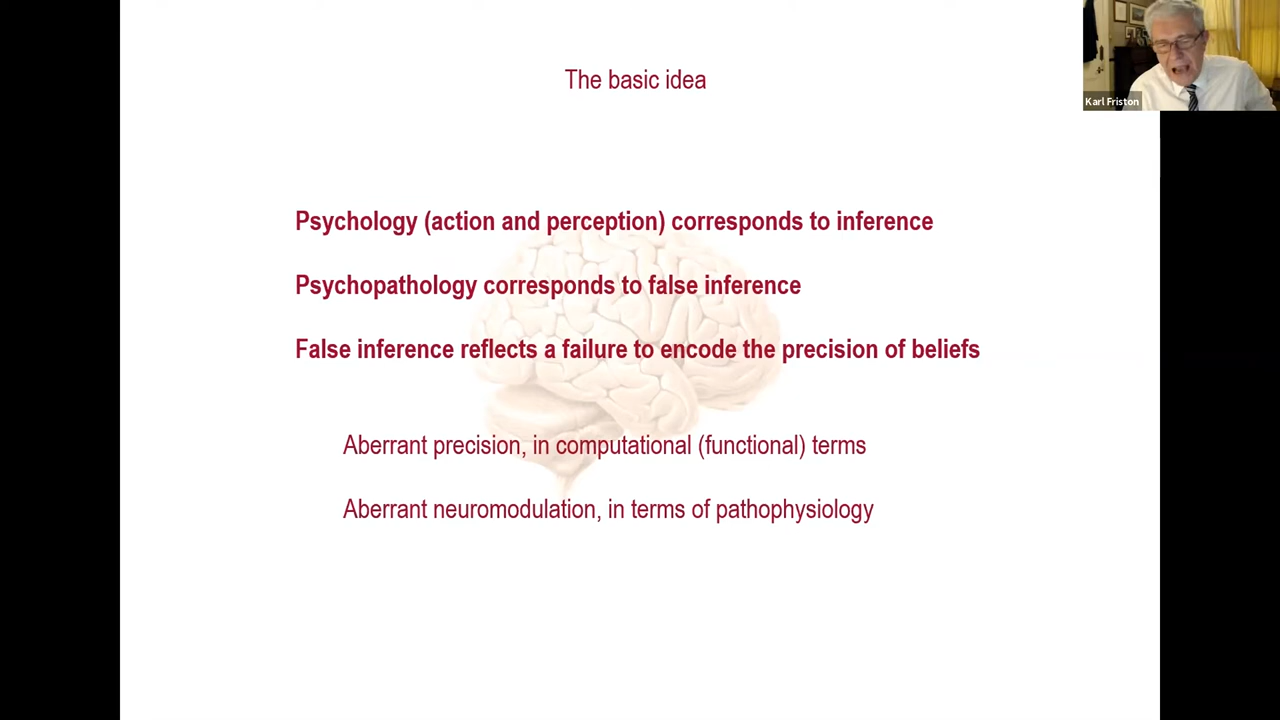 The basic idea
Karl Friston
Psychology (action and perception) corresponds to inference
Psychopathology corresponds to false inference
False inference reflects a failure to encode the precision of beliefs
Aberrant precision, in computational (functional) terms
Aberrant neuromodulation, in terms of pathophysiology